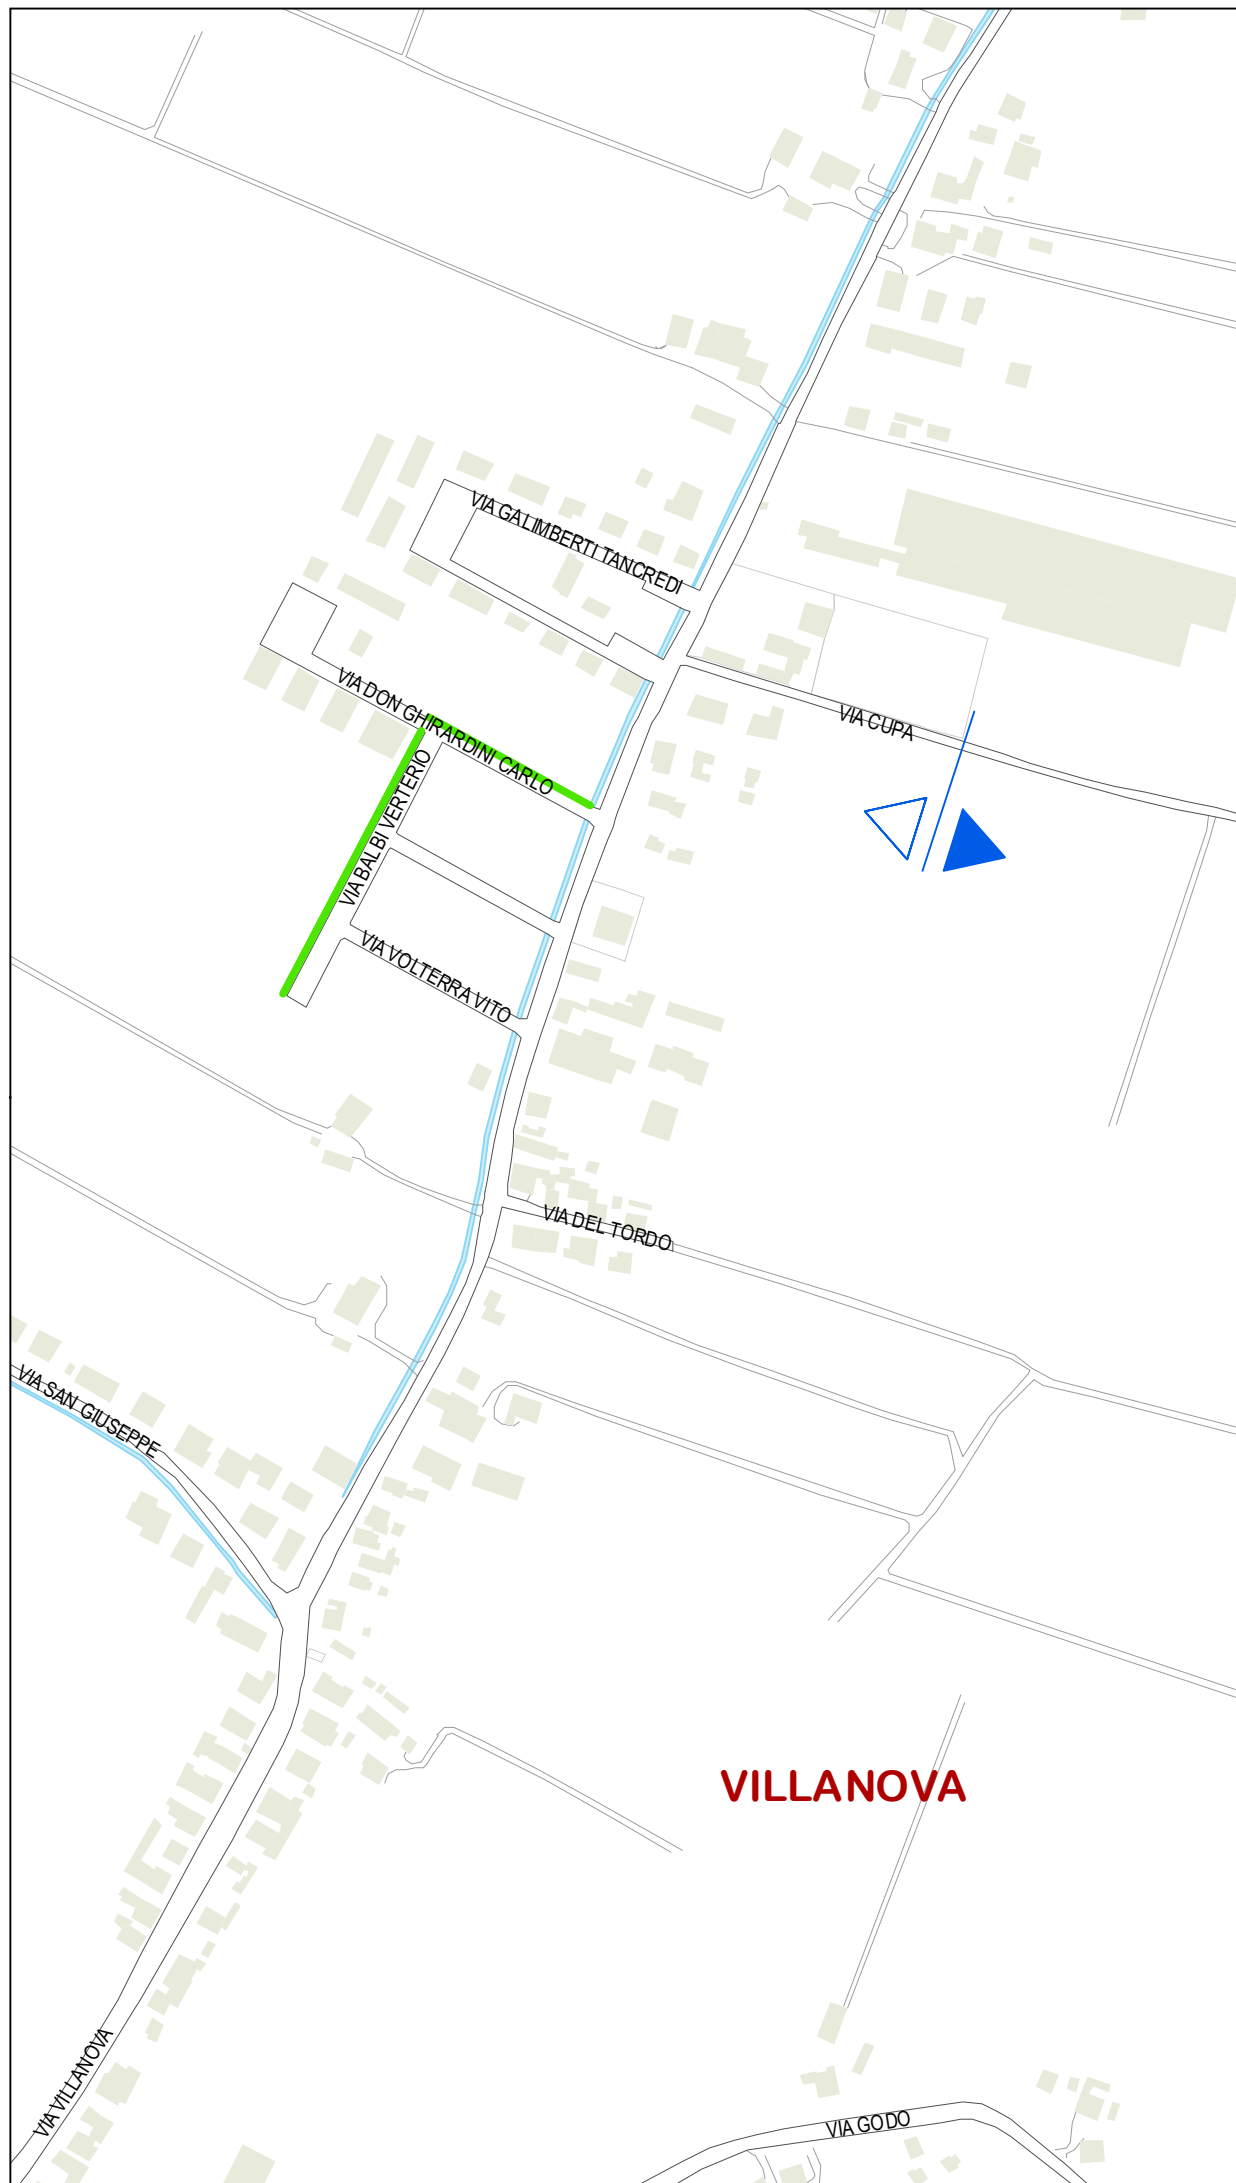 VIA GALIMBERTI TANCREDI
VIA DON GHIRARDINI CARLO
VIA CUPA
VIA BALBI VERTERIO
VIA VOLTERRA VITO
VIA DEL TORDO
VIA SAN GIUSEPPE
VILLANOVA
VIA VILLANOVA
VIA GODO